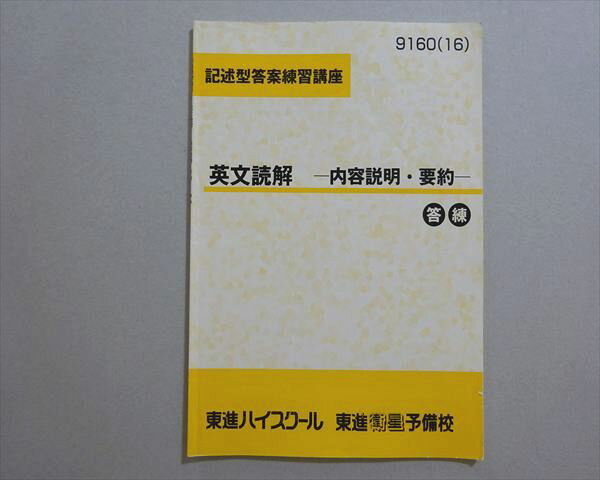 9160(16)
記述型答案練習講座
英文読解 ―内容説明・要約―
答練
東進ハイスクール 東進衛星予備校